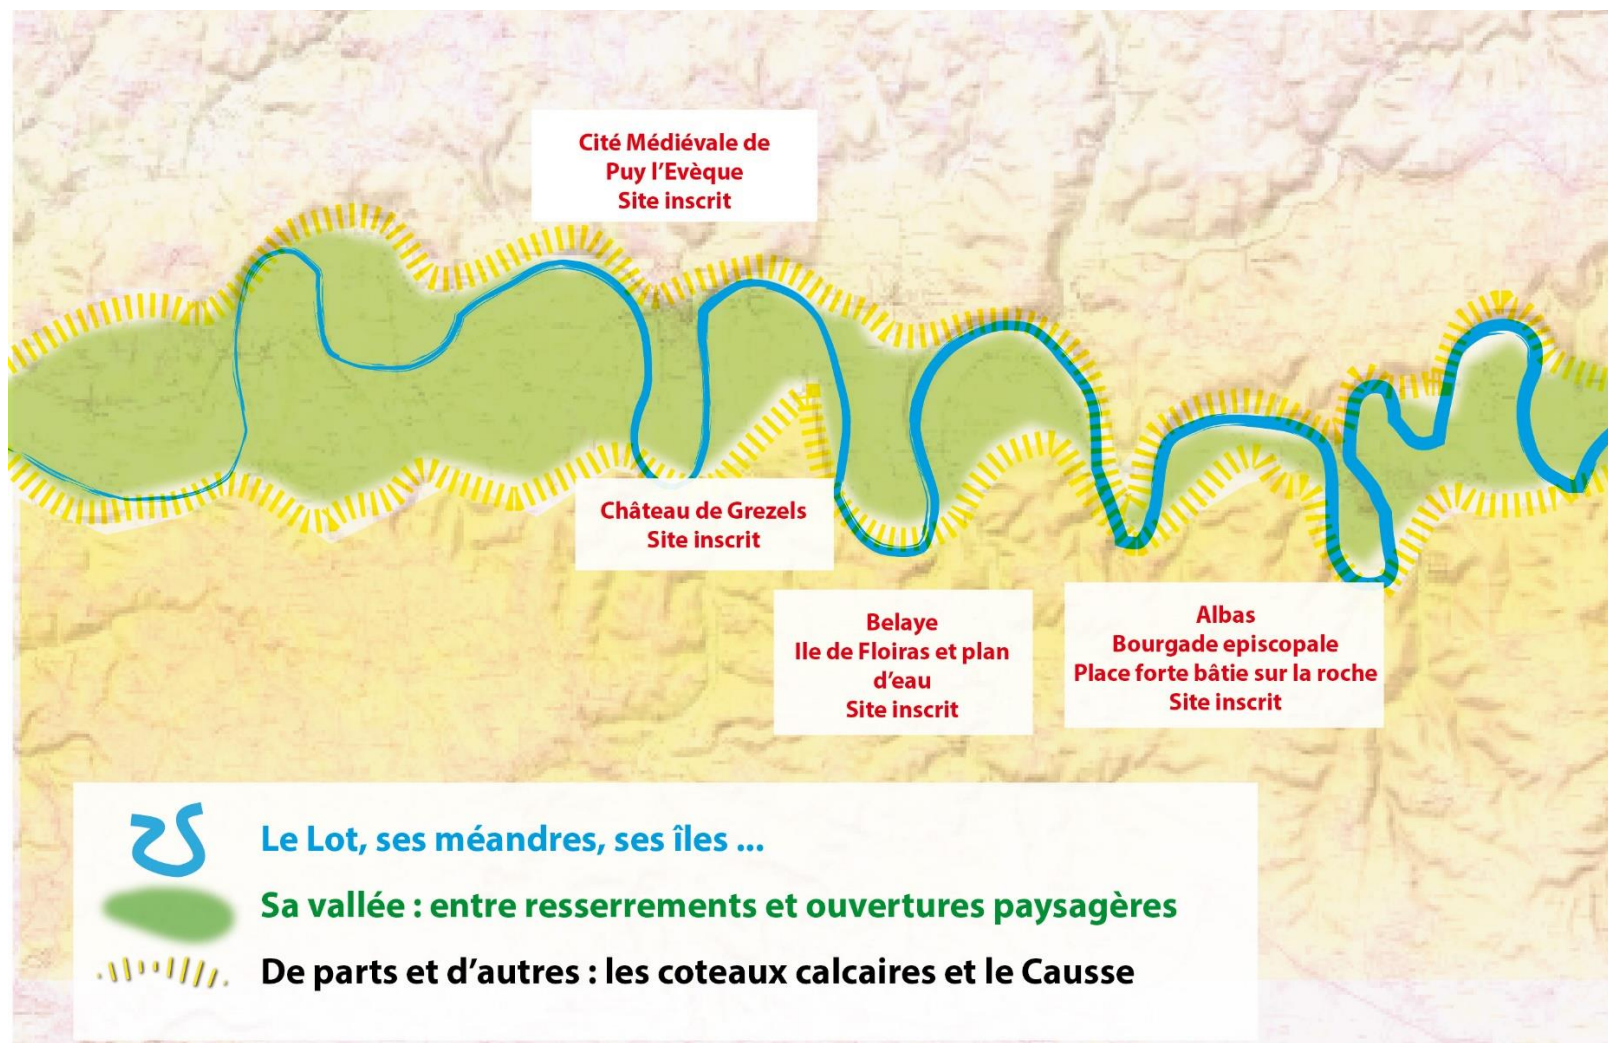 Cité Médiévale de
Puy l'Evèque
Site inscrit
Château de Grezels
Site inscrit
Belaye
Ile de Floiras et plan
d'eau
Site inscrit
Albas
Bourgade episcopale
Place forte bâtie sur la roche
Site inscrit
Le Lot, ses méandres, ses îles ...
Sa vallée : entre resserrements et ouvertures paysagères
De parts et d'autres : les coteaux calcaires et le Causse